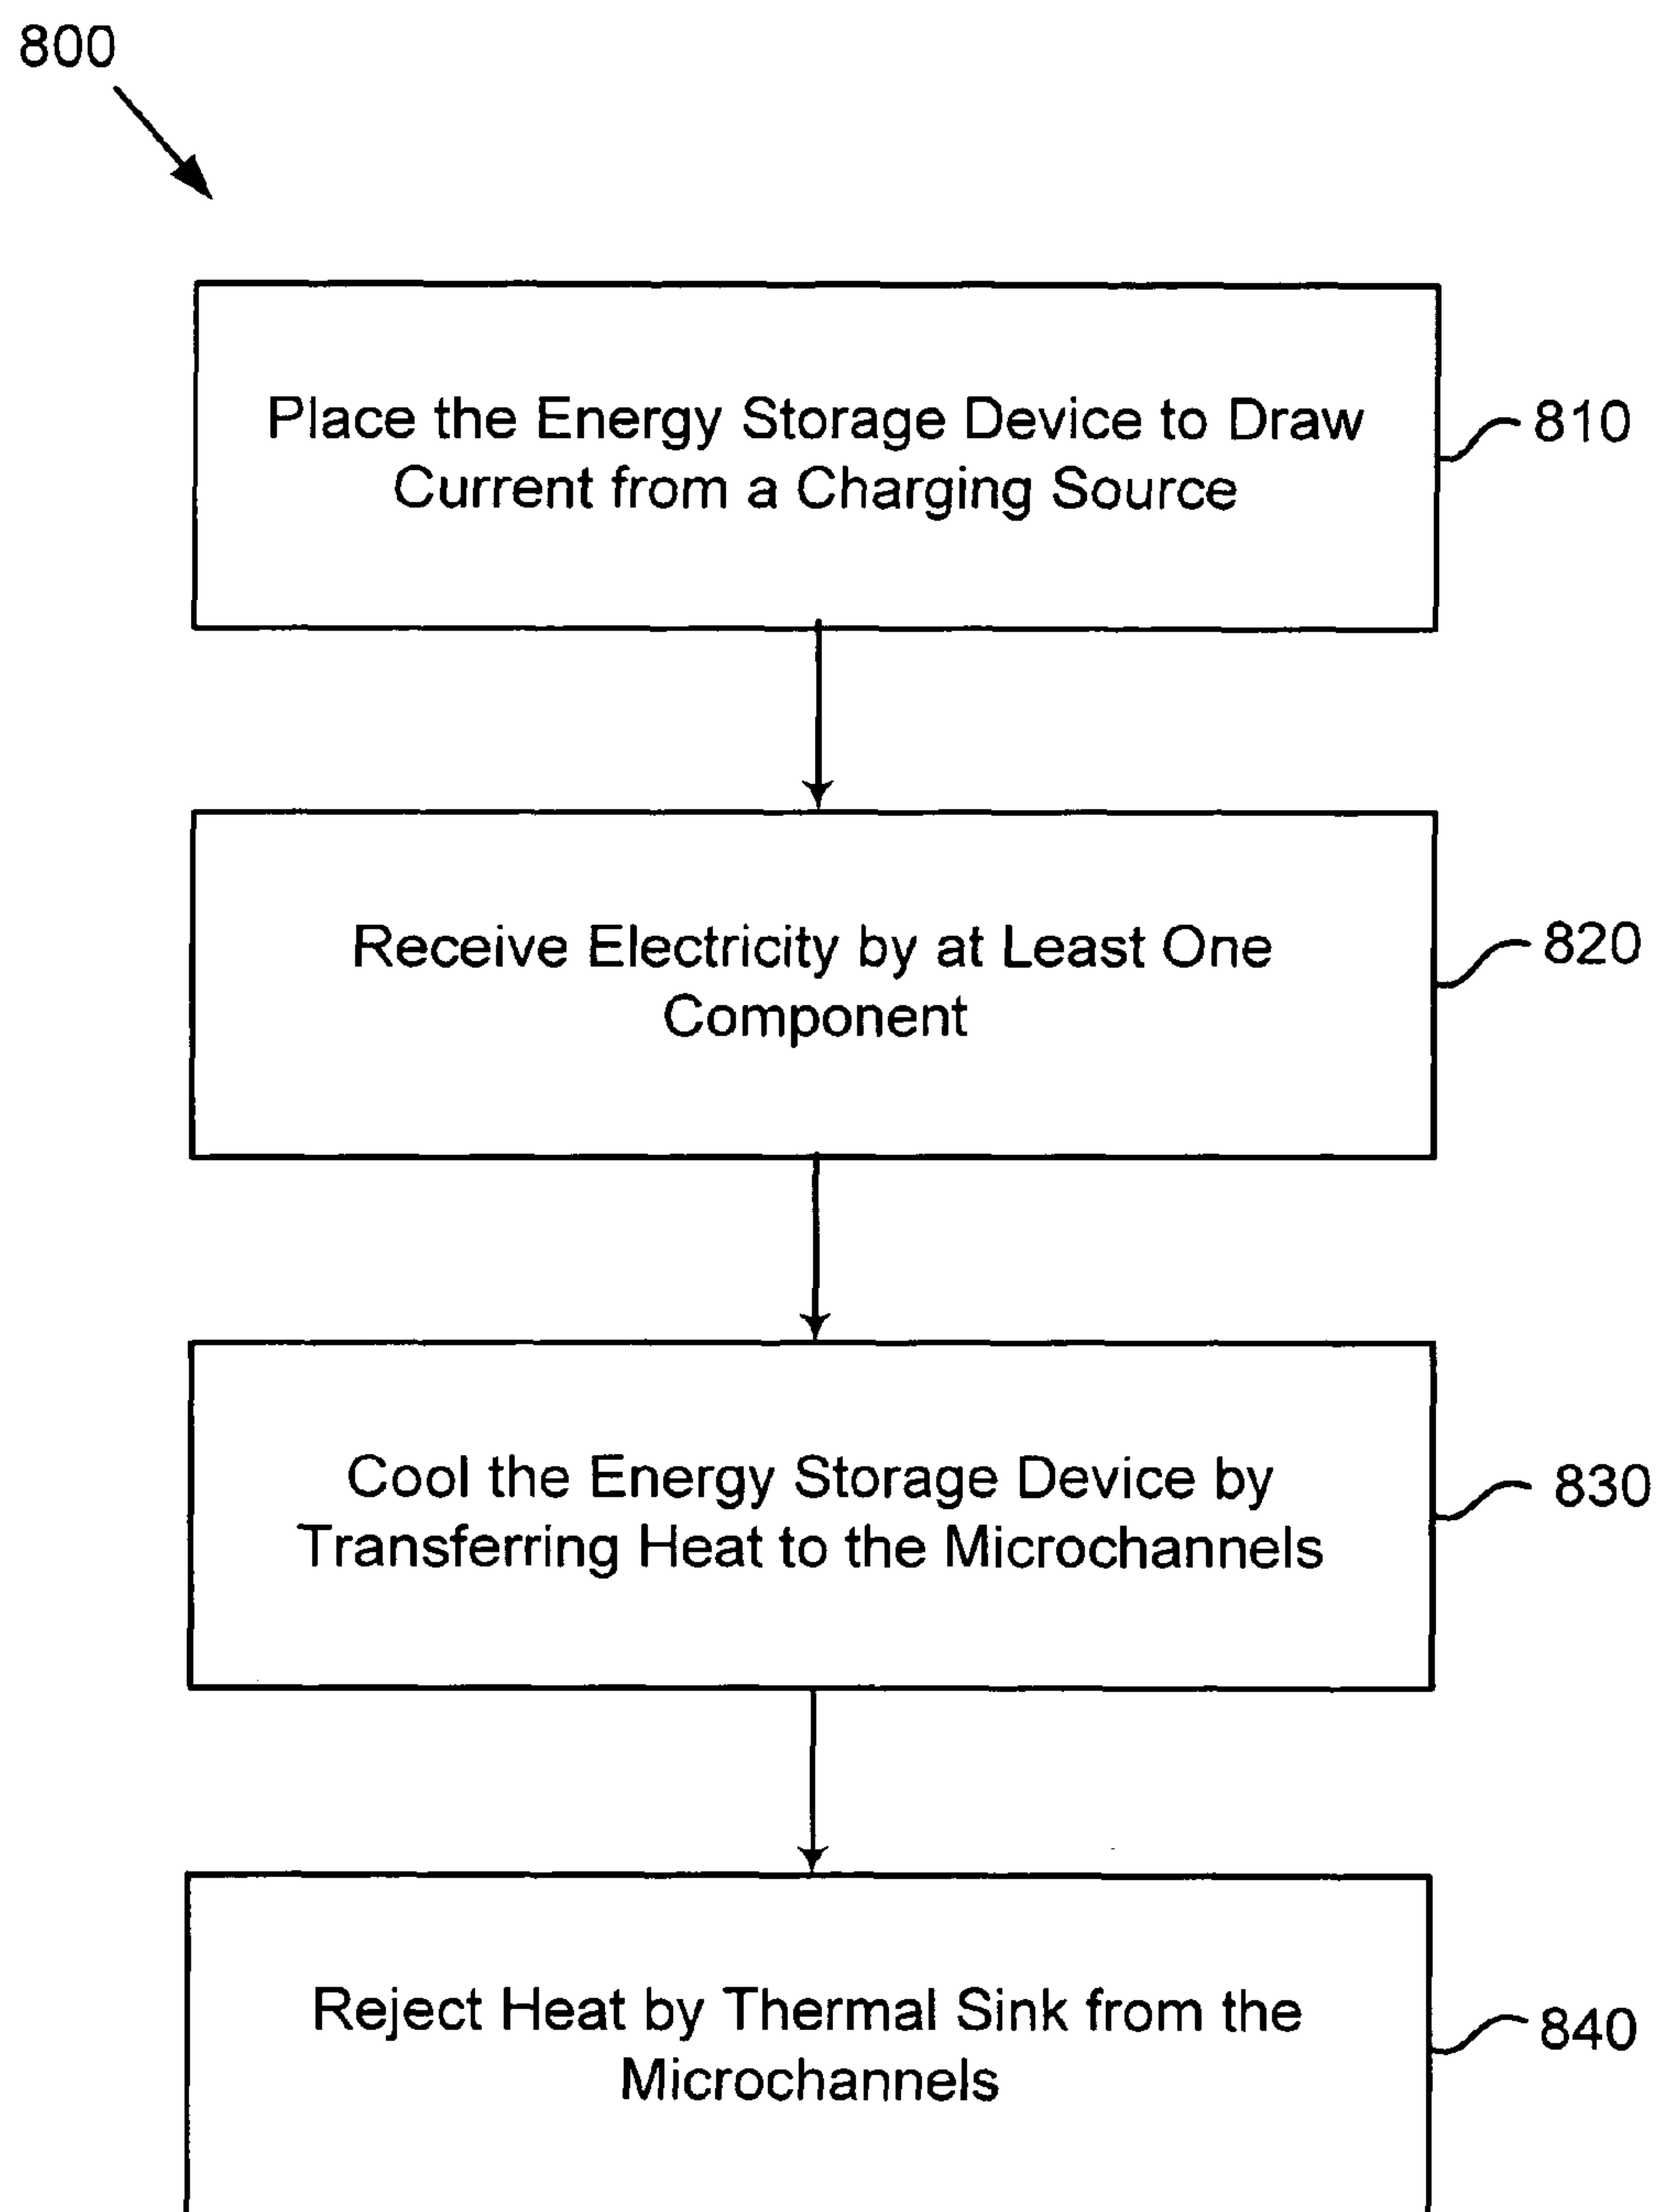 800
Place the Energy Storage Device to Draw
Current from a Charging Source
810
Receive Electricity by at Least One
Component
820
Cool the Energy Storage Device by
Transferring Heat to the Microchannels
830
Reject Heat by Thermal Sink from the
Microchannels
840